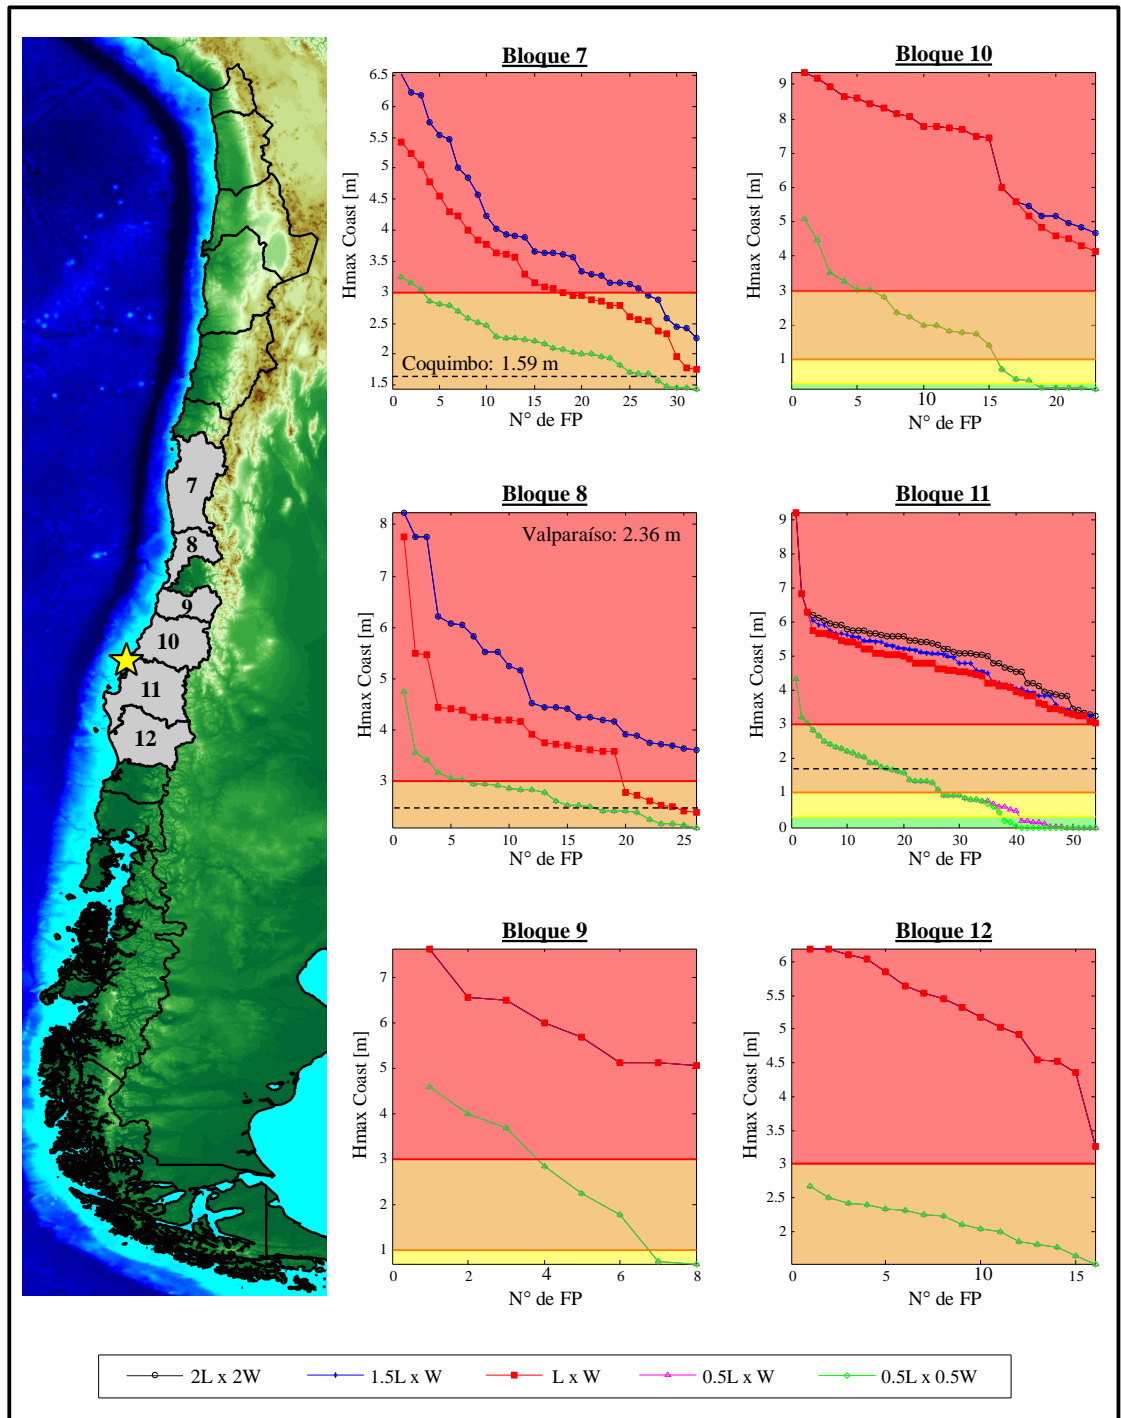 Bloque 7
Hmax Coast [m]
6.5
6
5.5
5
4.5
4
3.5
3
2.5
2
1.5
Coquimbo: 1.59 m
0 5 10 15 20 25 30
N° de FP
Bloque 10
Hmax Coast [m]
9
8
7
6
5
4
3
2
1
0 5 10 15 20
N° de FP
7
8
9
10
11
12
Bloque 8
Hmax Coast [m]
8
7
6
5
4
3
Valparaíso: 2.36 m
0 5 10 15 20 25
N° de FP
Bloque 11
Hmax Coast [m]
9
8
7
6
5
4
3
2
1
0
0 10 20 30 40 50
N° de FP
Bloque 9
Hmax Coast [m]
7
6
5
4
3
2
1
0 2 4 6 8
N° de FP
Bloque 12
Hmax Coast [m]
6
5.5
5
4.5
4
3.5
3
2.5
2
0 5 10 15
N° de FP
2L x 2W 1.5L x W L x W 0.5L x W 0.5L x 0.5W